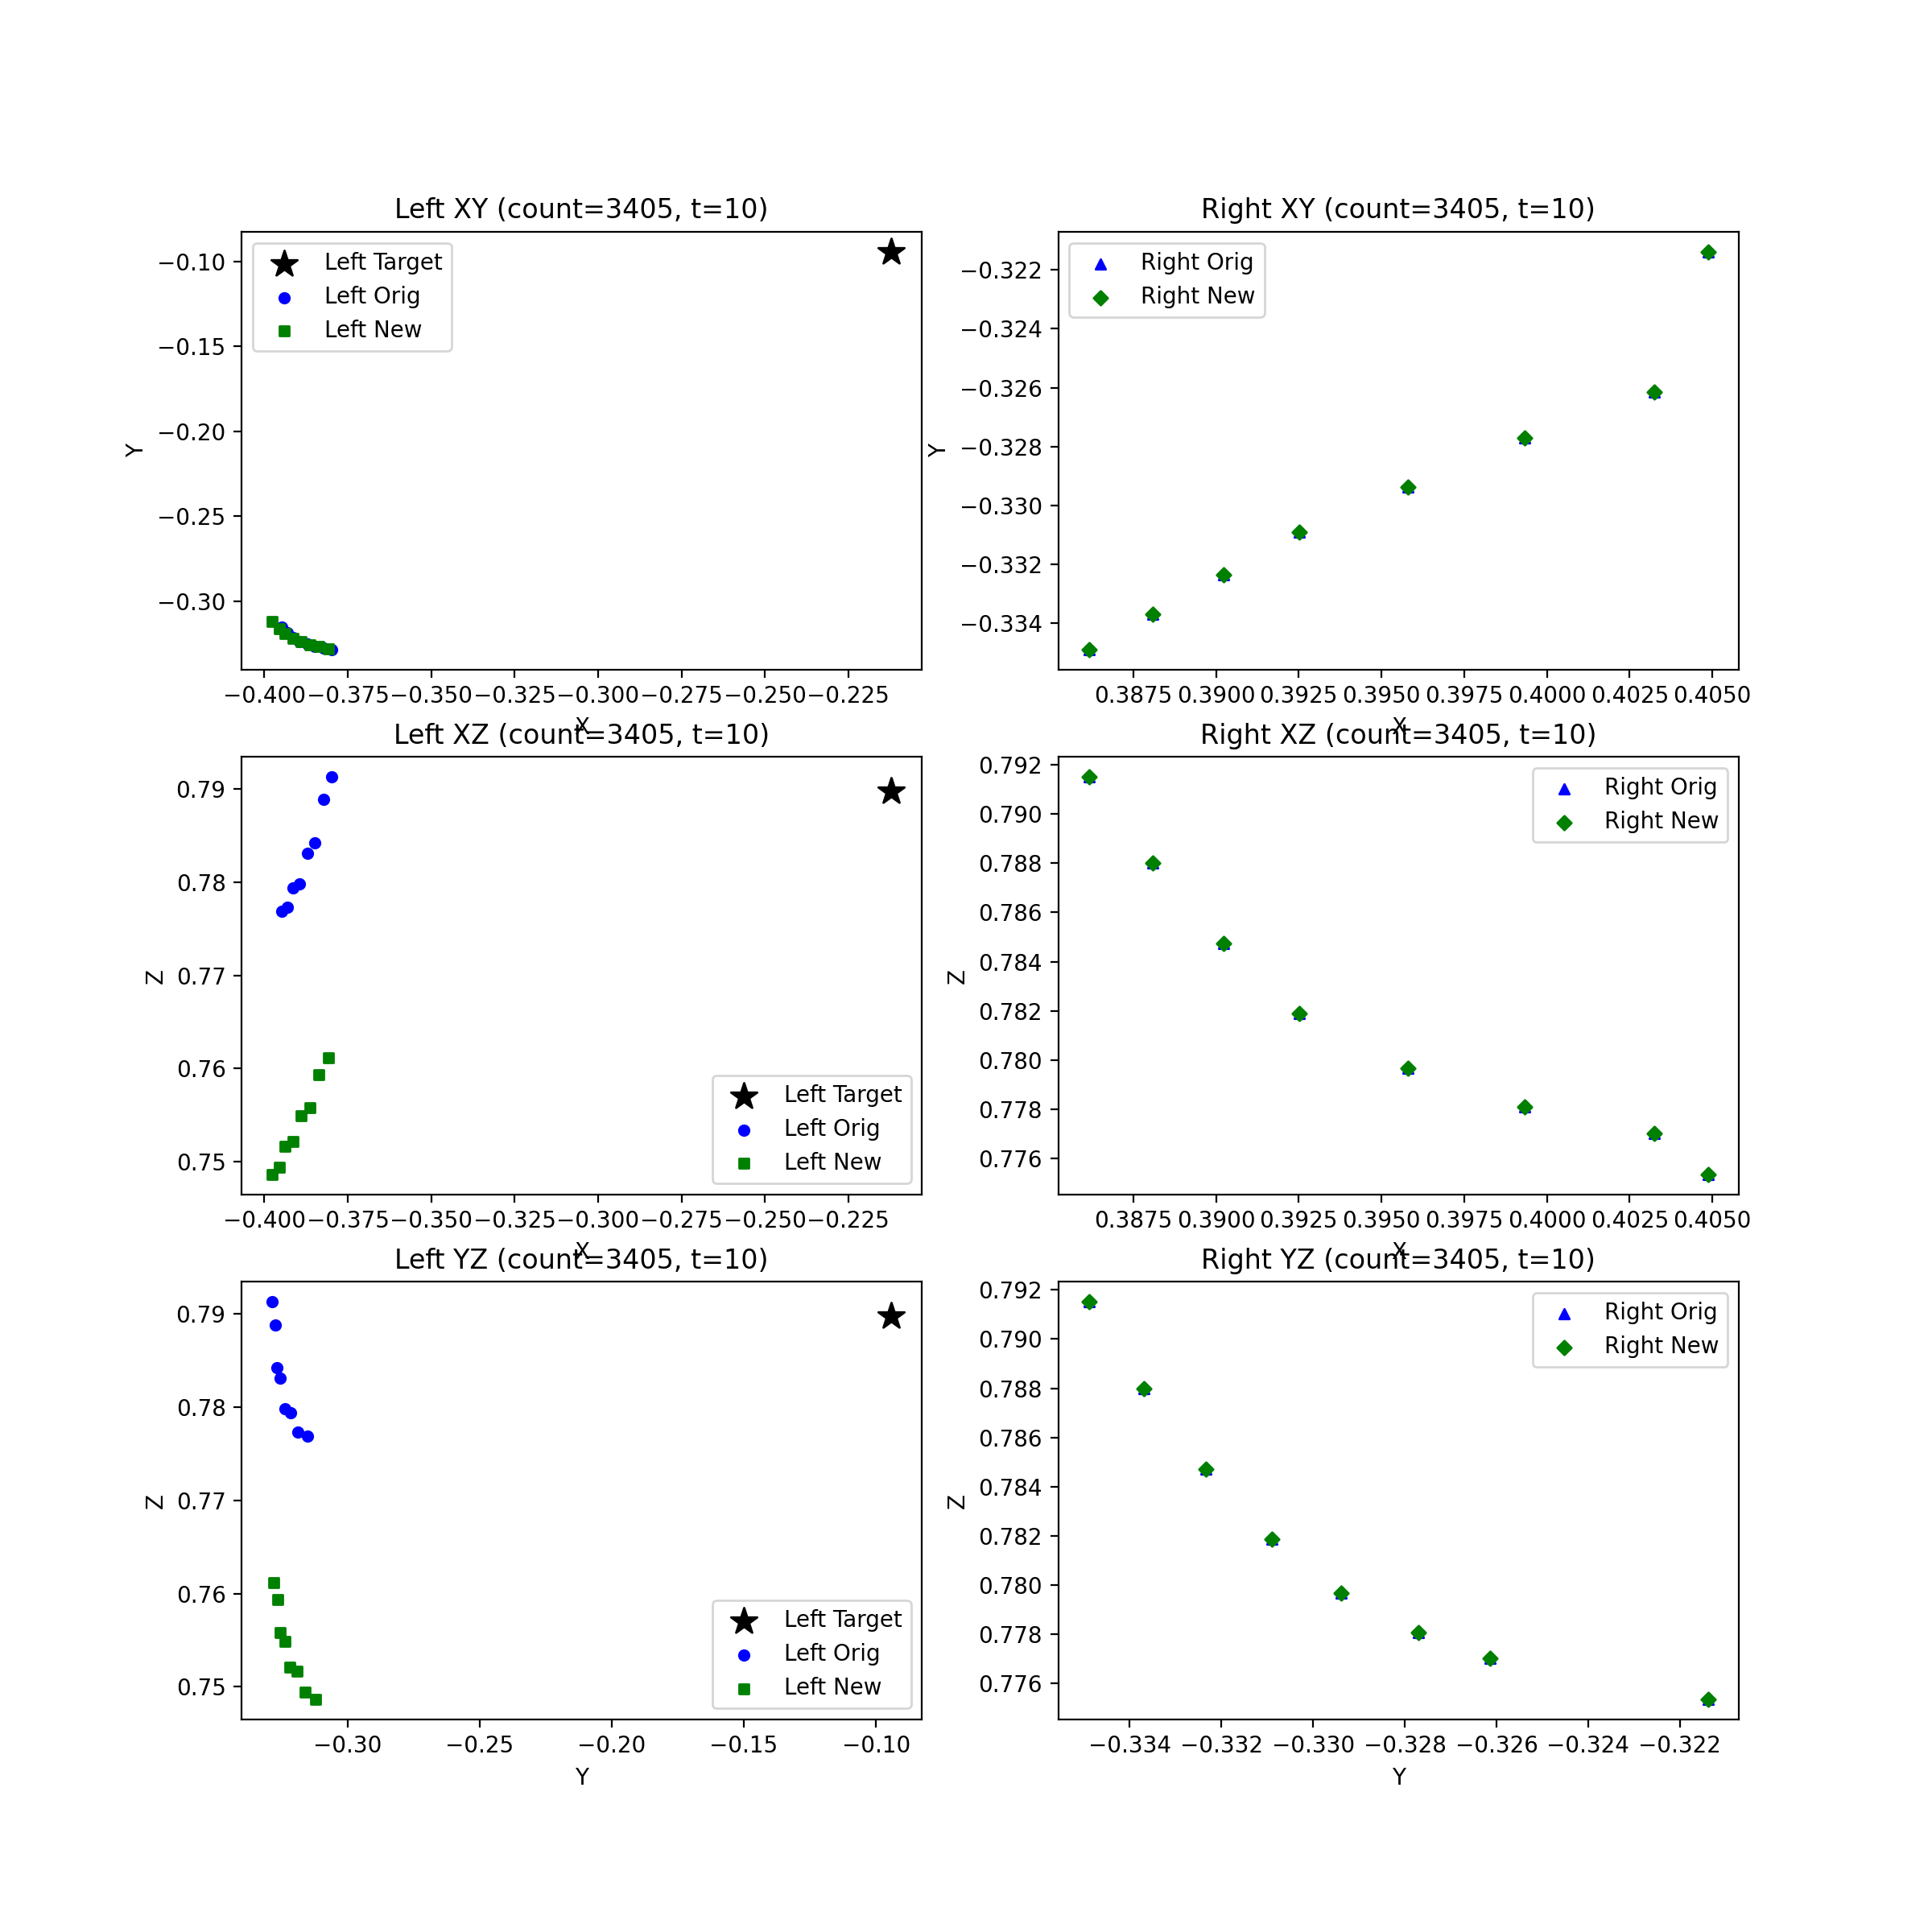 Left XY (count=3405, t=10)
Left Target
Left Orig
Left New
−0.10
−0.15
−0.20
−0.25
−0.30
Y
−0.400 −0.375 −0.350 −0.325 −0.300 −0.275 −0.250 −0.225
X
Right XY (count=3405, t=10)
Right Orig
Right New
−0.322
−0.324
−0.326
−0.328
−0.330
−0.332
−0.334
Y
0.3875 0.3900 0.3925 0.3950 0.3975 0.4000 0.4025 0.4050
X
Left XZ (count=3405, t=10)
0.79
0.78
0.77
0.76
0.75
Z
Left Target
Left Orig
Left New
−0.400 −0.375 −0.350 −0.325 −0.300 −0.275 −0.250 −0.225
X
Right XZ (count=3405, t=10)
Right Orig
Right New
0.792
0.790
0.788
0.786
0.784
0.782
0.780
0.778
0.776
Z
0.3875 0.3900 0.3925 0.3950 0.3975 0.4000 0.4025 0.4050
X
Left YZ (count=3405, t=10)
0.79
0.78
0.77
0.76
0.75
Z
Left Target
Left Orig
Left New
−0.30 −0.25 −0.20 −0.15 −0.10
Y
Right YZ (count=3405, t=10)
Right Orig
Right New
0.792
0.790
0.788
0.786
0.784
0.782
0.780
0.778
0.776
Z
−0.334 −0.332 −0.330 −0.328 −0.326 −0.324 −0.322
Y